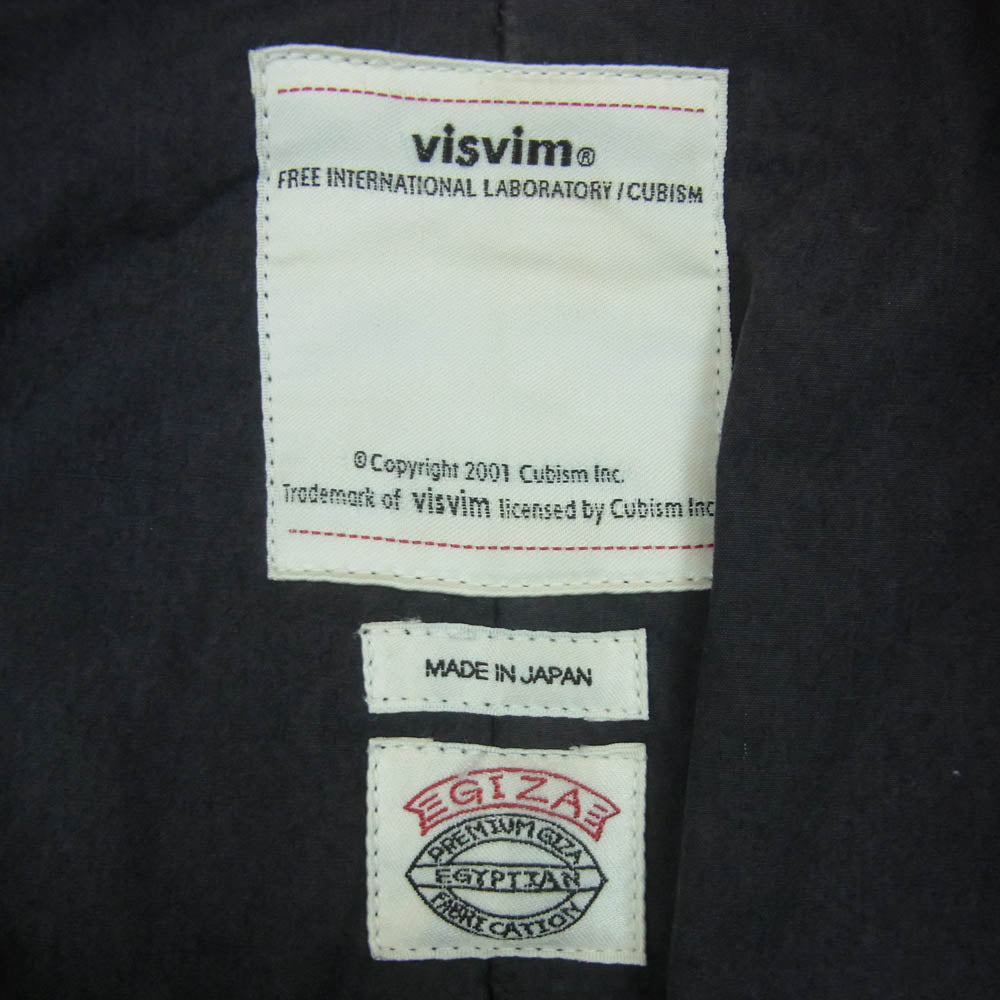 visvim®
FREE INTERNATIONAL LABORATORY / CUBISM
© Copyright 2001 Cubism Inc.
Trademark of visvim licensed by Cubism Inc
MADE IN JAPAN
GIZA
PREMIUM GIZA
EGYPTIAN
FABRICATION